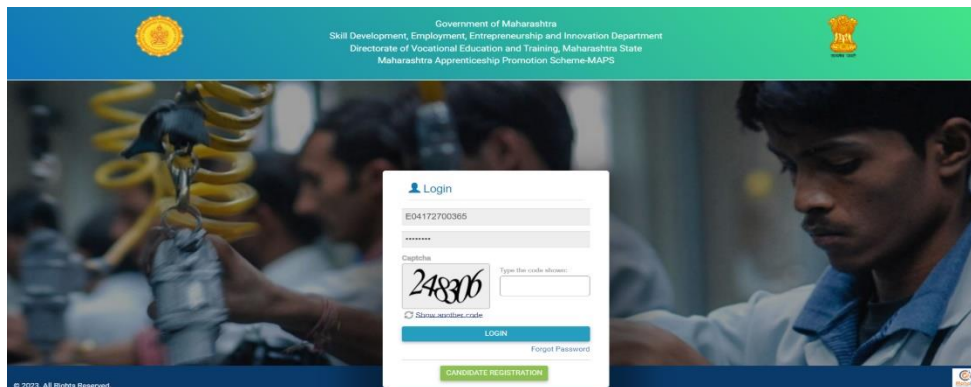 Government of Maharashtra
Skill Development, Employment, Entrepreneurship and Innovation Department
Directorate of Vocational Education and Training, Maharashtra State
Maharashtra Apprenticeship Promotion Scheme-MAPS
Login
E04172700365
········
Captcha
Type the code shown:
248306
Show another code
LOGIN
Forgot Password
CANDIDATE REGISTRATION
© 2023. All Rights Reserved